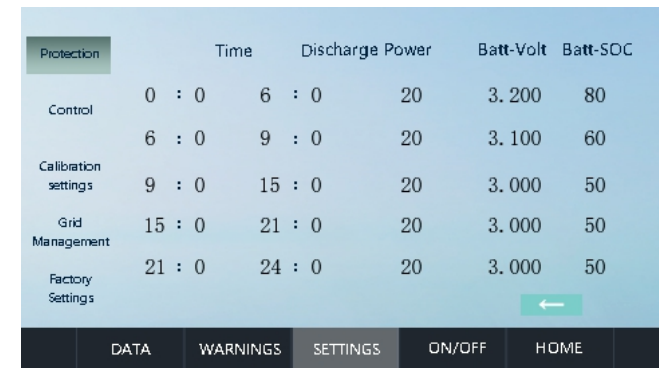 Protection Time Discharge Power Batt-Volt Batt-SOC
0 : 0 6 : 0 20 3.200 80
Control
6 : 0 9 : 0 20 3.100 60
Calibration
settings
9 : 0 15 : 0 20 3.000 50
Grid
Management
15 : 0 21 : 0 20 3.000 50
21 : 0 24 : 0 20 3.000 50
Factory
Settings
←
DATA WARNINGS SETTINGS ON/OFF HOME